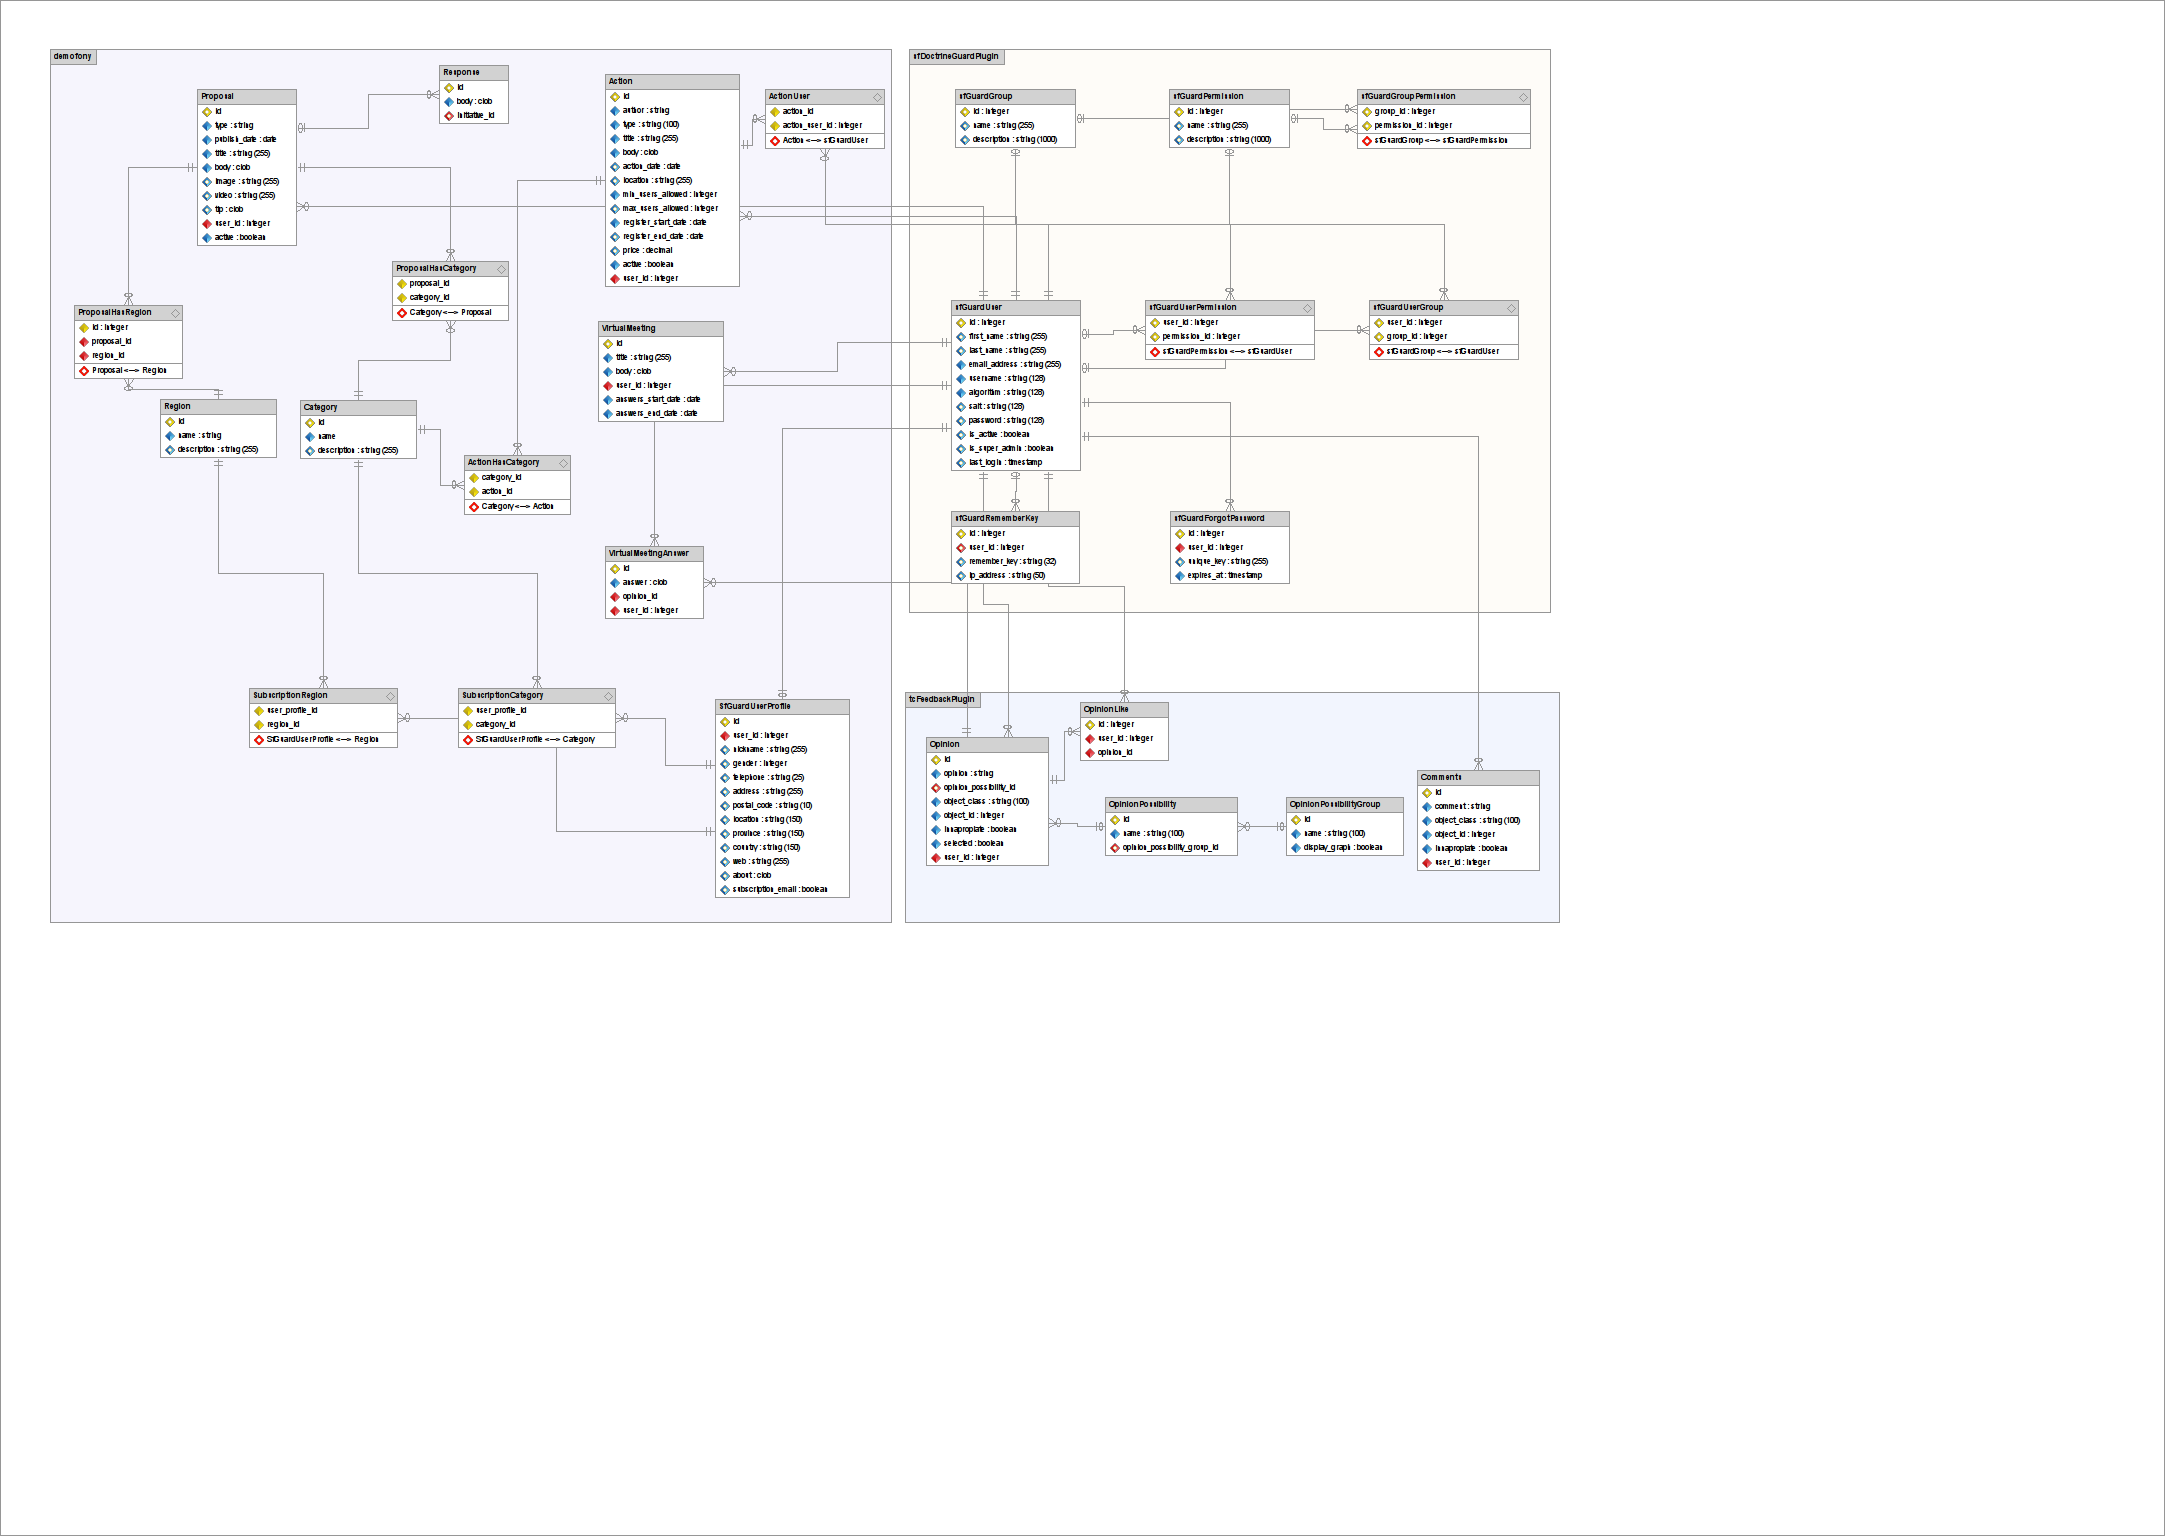 demofony
Response
id
body : clob
initiative_id
Proposal
id
type : string
publish_date : date
title : string (255)
body : clob
image : string (255)
video : string (255)
tip : clob
user_id : integer
active : boolean
Action
id
author : string
type : string (100)
title : string (255)
body : clob
action_date : date
location : string (255)
min_users_allowed : integer
max_users_allowed : integer
register_start_date : date
register_end_date : date
price : decimal
active : boolean
user_id : integer
ActionUser
action_id
action_user_id : integer
Action <--> sfGuardUser
ProposalHasCategory
proposal_id
category_id
Category <--> Proposal
ProposalHasRegion
id : integer
proposal_id
region_id
Proposal <--> Region
VirtualMeeting
id
title : string (255)
body : clob
user_id : integer
answers_start_date : date
answers_end_date : date
Region
id
name : string
description : string (255)
Category
id
name
description : string (255)
ActionHasCategory
category_id
action_id
Category <--> Action
VirtualMeetingAnswer
id
answer : clob
opinion_id
user_id : integer
SubscriptionRegion
user_profile_id
region_id
SfGuardUserProfile <--> Region
SubscriptionCategory
user_profile_id
category_id
SfGuardUserProfile <--> Category
SfGuardUserProfile
id
user_id : integer
nickname : string (255)
gender : integer
telephone : string (25)
address : string (255)
postal_code : string (10)
location : string (150)
province : string (150)
country : string (150)
web : string (255)
about : clob
subscription_email : boolean
sfDoctrineGuardPlugin
sfGuardGroup
id : integer
name : string (255)
description : string (1000)
sfGuardPermission
id : integer
name : string (255)
description : string (1000)
sfGuardGroupPermission
group_id : integer
permission_id : integer
sfGuardGroup <--> sfGuardPermission
sfGuardUser
id : integer
first_name : string (255)
last_name : string (255)
email_address : string (255)
username : string (128)
algorithm : string (128)
salt : string (128)
password : string (128)
is_active : boolean
is_super_admin : boolean
last_login : timestamp
sfGuardUserPermission
user_id : integer
permission_id : integer
sfGuardPermission <--> sfGuardUser
sfGuardUserGroup
user_id : integer
group_id : integer
sfGuardGroup <--> sfGuardUser
sfGuardRememberKey
id : integer
user_id : integer
remember_key : string (32)
ip_address : string (50)
sfGuardForgotPassword
id : integer
user_id : integer
unique_key : string (255)
expires_at : timestamp
tcFeedbackPlugin
OpinionLike
id : integer
user_id : integer
opinion_id
Opinion
id
opinion : string
opinion_possibility_id
object_class : string (100)
object_id : integer
innapropiate : boolean
selected : boolean
user_id : integer
OpinionPossibility
id
name : string (100)
opinion_possibility_group_id
OpinionPossibilityGroup
id
name : string (100)
display_graph : boolean
Comments
id
comment : string
object_class : string (100)
object_id : integer
innapropiate : boolean
user_id : integer